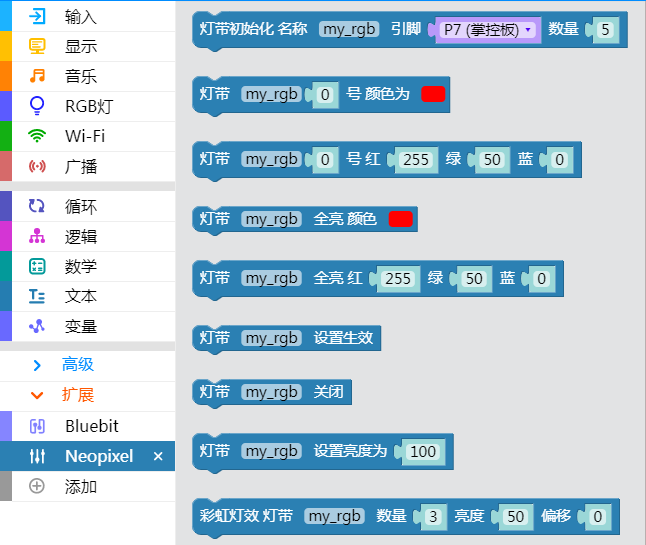 输入
显示
音乐
RGB灯
Wi-Fi
广播
循环
逻辑
数学
文本
变量
高级
扩展
Bluebit
Neopixel ×
添加
灯带初始化 名称 my_rgb 引脚 P7 (掌控板) 数量 5
灯带 my_rgb 0 号 颜色为
灯带 my_rgb 0 号 红 255 绿 50 蓝 0
灯带 my_rgb 全亮 颜色
灯带 my_rgb 全亮 红 255 绿 50 蓝 0
灯带 my_rgb 设置生效
灯带 my_rgb 关闭
灯带 my_rgb 设置亮度为 100
彩虹灯效 灯带 my_rgb 数量 3 亮度 50 偏移 0